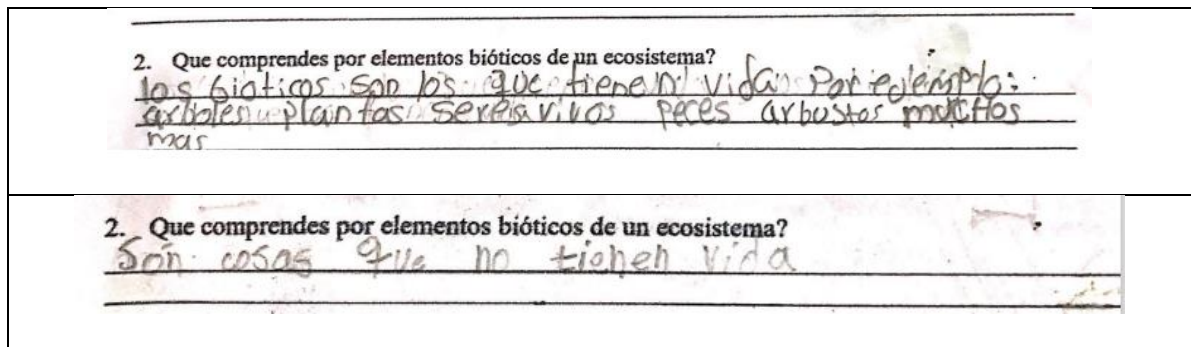 2. Que comprendes por elementos bióticos de un ecosistema?
los bioticos son los que tienen vida Por ejemplo:
arboles plantas seres vivos peces arbustos muchos
mas
2. Que comprendes por elementos bióticos de un ecosistema?
Son cosas que no tienen vida